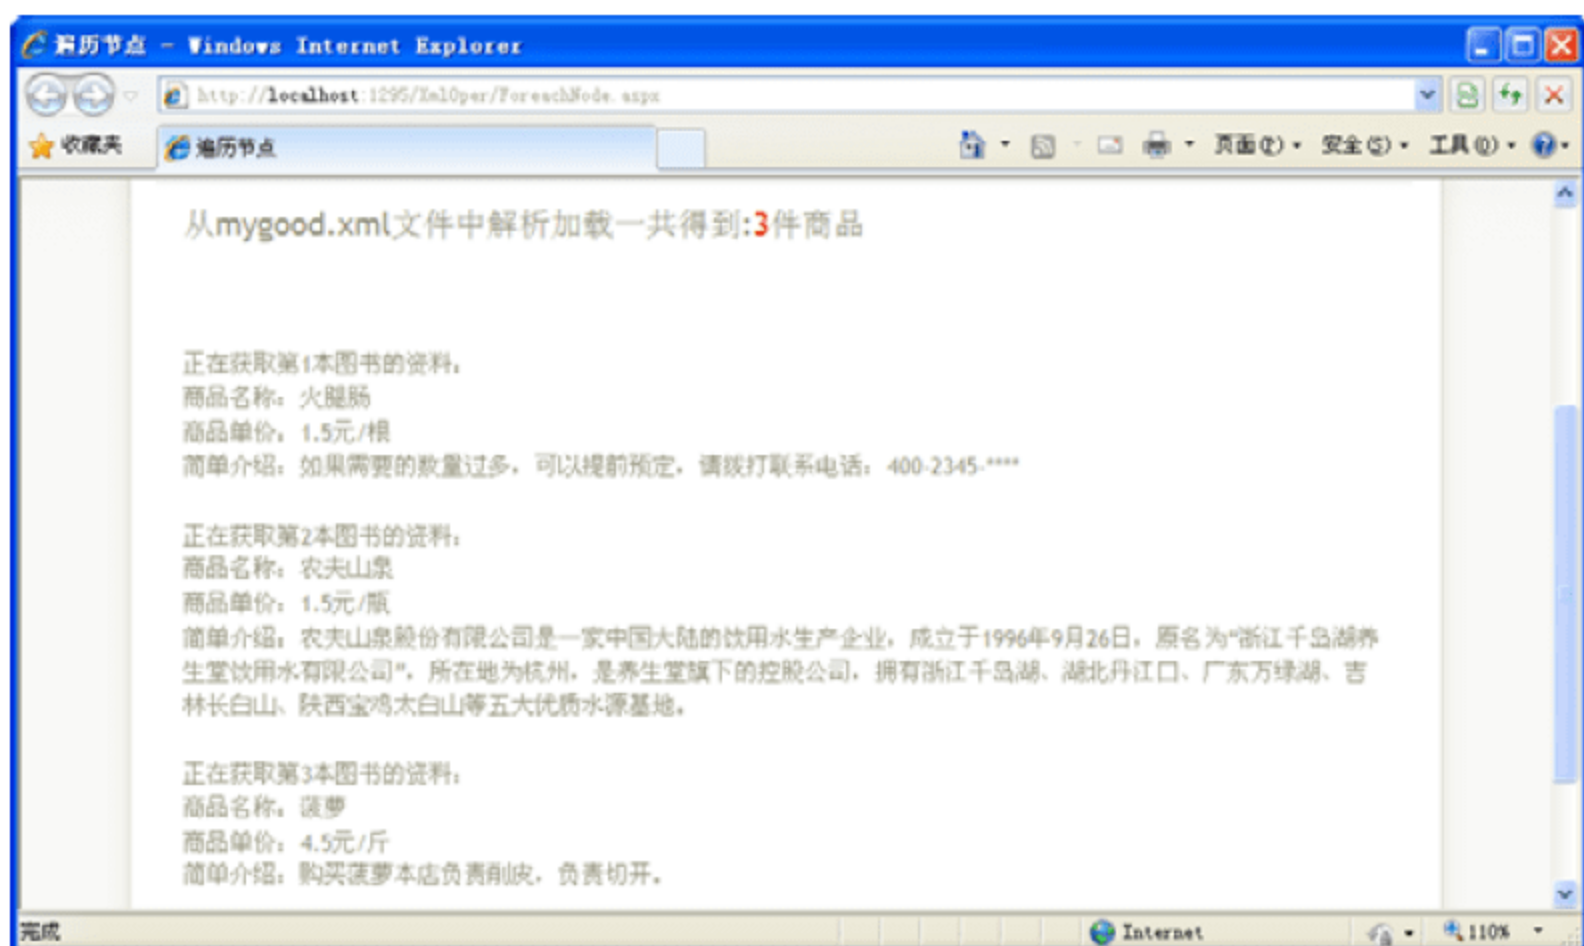 遍历节点 - Windows Internet Explorer
http://localhost:1295/XmlOper/ForeachNode.aspx
收藏夹 遍历节点 页面(P) 安全(S) 工具(O)
从mygood.xml文件中解析加载一共得到:3件商品
正在获取第1本图书的资料：
商品名称：火腿肠
商品单价：1.5元/根
简单介绍：如果需要的数量过多，可以提前预定，请拨打联系电话：400-2345-****
正在获取第2本图书的资料：
商品名称：农夫山泉
商品单价：1.5元/瓶
简单介绍：农夫山泉股份有限公司是一家中国大陆的饮用水生产企业，成立于1996年9月26日，原名为"浙江千岛湖养
生堂饮用水有限公司"，所在地为杭州，是养生堂旗下的控股公司，拥有浙江千岛湖、湖北丹江口、广东万绿湖、吉
林长白山、陕西宝鸡太白山等五大优质水源基地。
正在获取第3本图书的资料：
商品名称：菠萝
商品单价：4.5元/斤
简单介绍：购买菠萝本店负责削皮，负责切开。
完成 Internet 110%